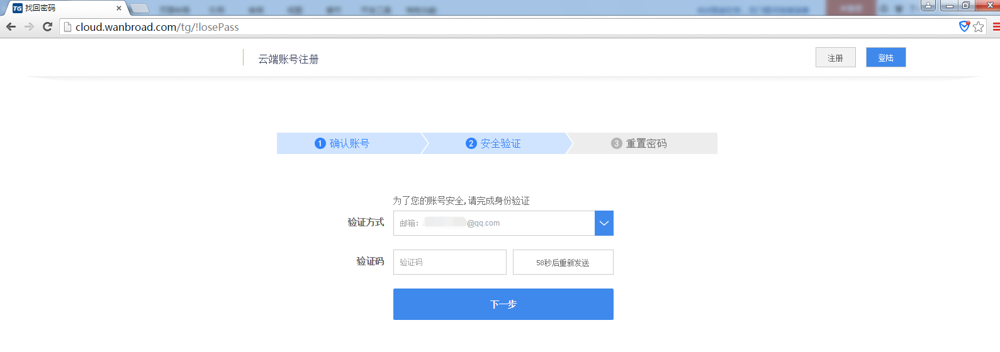 TG 找回密码
cloud.wanbroad.com/tg/!losePass
云端账号注册
注册
登陆
1 确认账号
2 安全验证
3 重置密码
为了您的账号安全,请完成身份验证
验证方式
邮箱：
@qq.com
验证码
验证码
58秒后重新发送
下一步